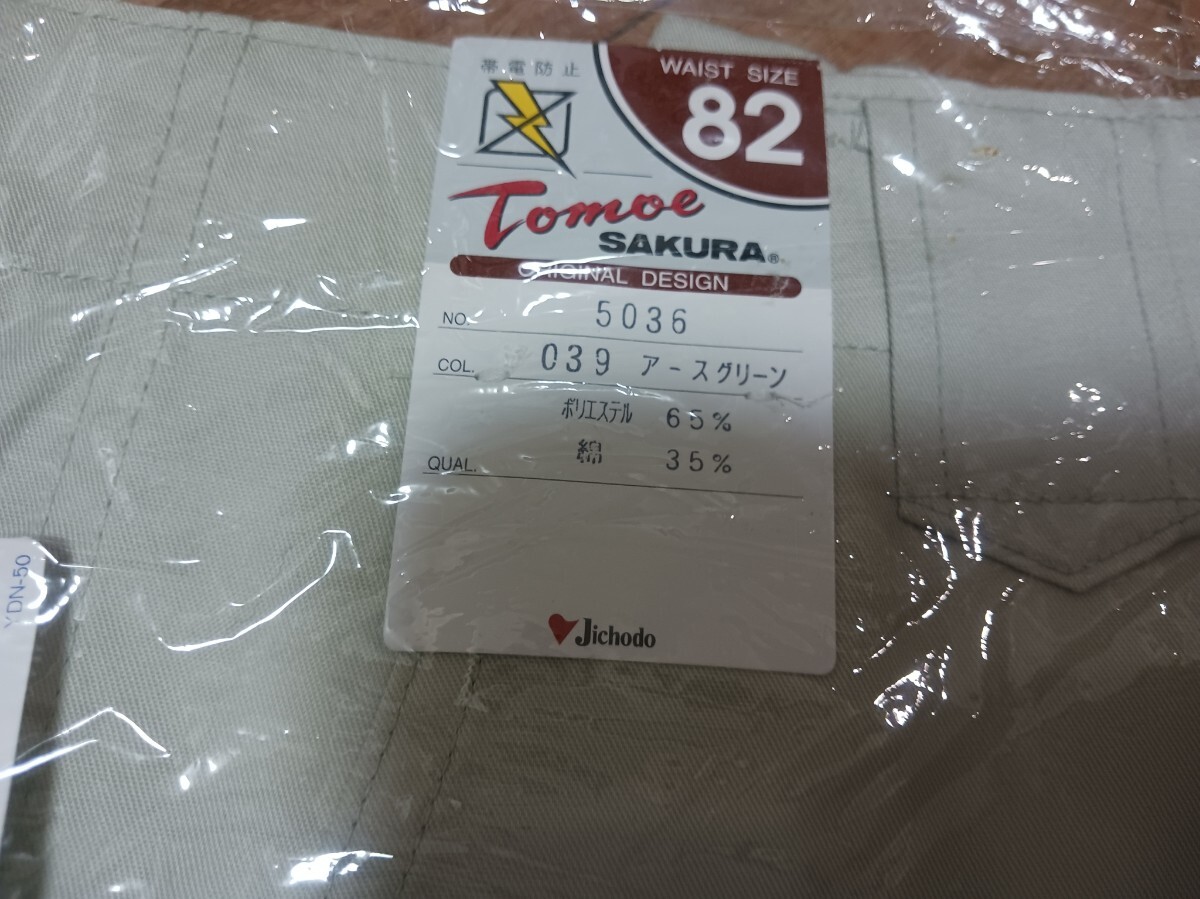 帯電防止
WAIST SIZE
82
Tomoe
SAKURA®
ORIGINAL DESIGN
NO. 5036
COL. 039 アースグリーン
ポリエステル 65%
QUAL. 綿 35%
Jichodo
YDN-50